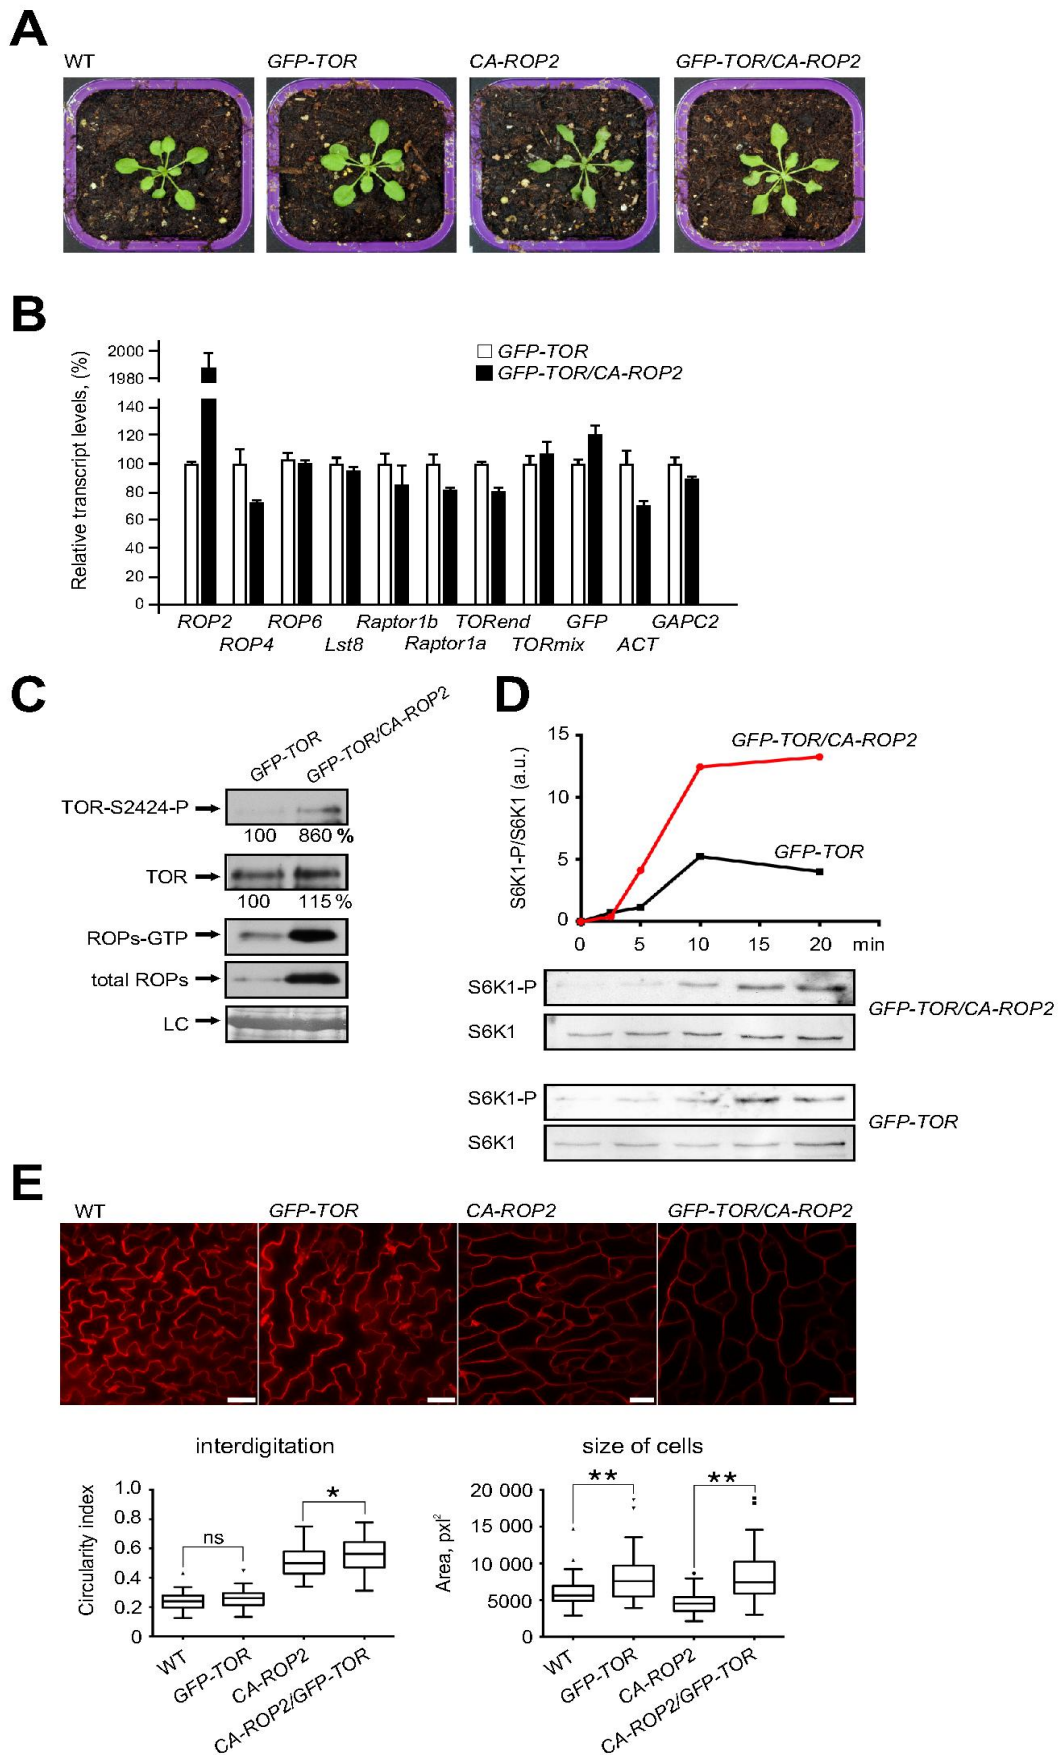 A
WT
GFP-TOR
CA-ROP2
GFP-TOR/CA-ROP2
B
Relative transcript levels, (%)
2000
1980
140
120
100
80
60
40
20
0
GFP-TOR
GFP-TOR/CA-ROP2
ROP2
ROP4
ROP6
Lst8
Raptor1b
Raptor1a
TORend
TORmix
GFP
ACT
GAPC2
C
GFP-TOR
GFP-TOR/CA-ROP2
TOR-S2424-P
100 860 %
TOR
100 115 %
ROPs-GTP
total ROPs
LC
D
S6K1-P/S6K1 (a.u.)
15
10
5
0
GFP-TOR/CA-ROP2
GFP-TOR
0 5 10 15 20 min
S6K1-P
S6K1
GFP-TOR/CA-ROP2
S6K1-P
S6K1
GFP-TOR
E
WT
GFP-TOR
CA-ROP2
GFP-TOR/CA-ROP2
interdigitation
Circularity index
1.0
0.8
0.6
0.4
0.2
0
ns
*
WT
GFP-TOR
CA-ROP2
CA-ROP2/GFP-TOR
size of cells
Area, pxl²
20 000
15 000
10 000
5000
0
**
**
WT
GFP-TOR
CA-ROP2
CA-ROP2/GFP-TOR